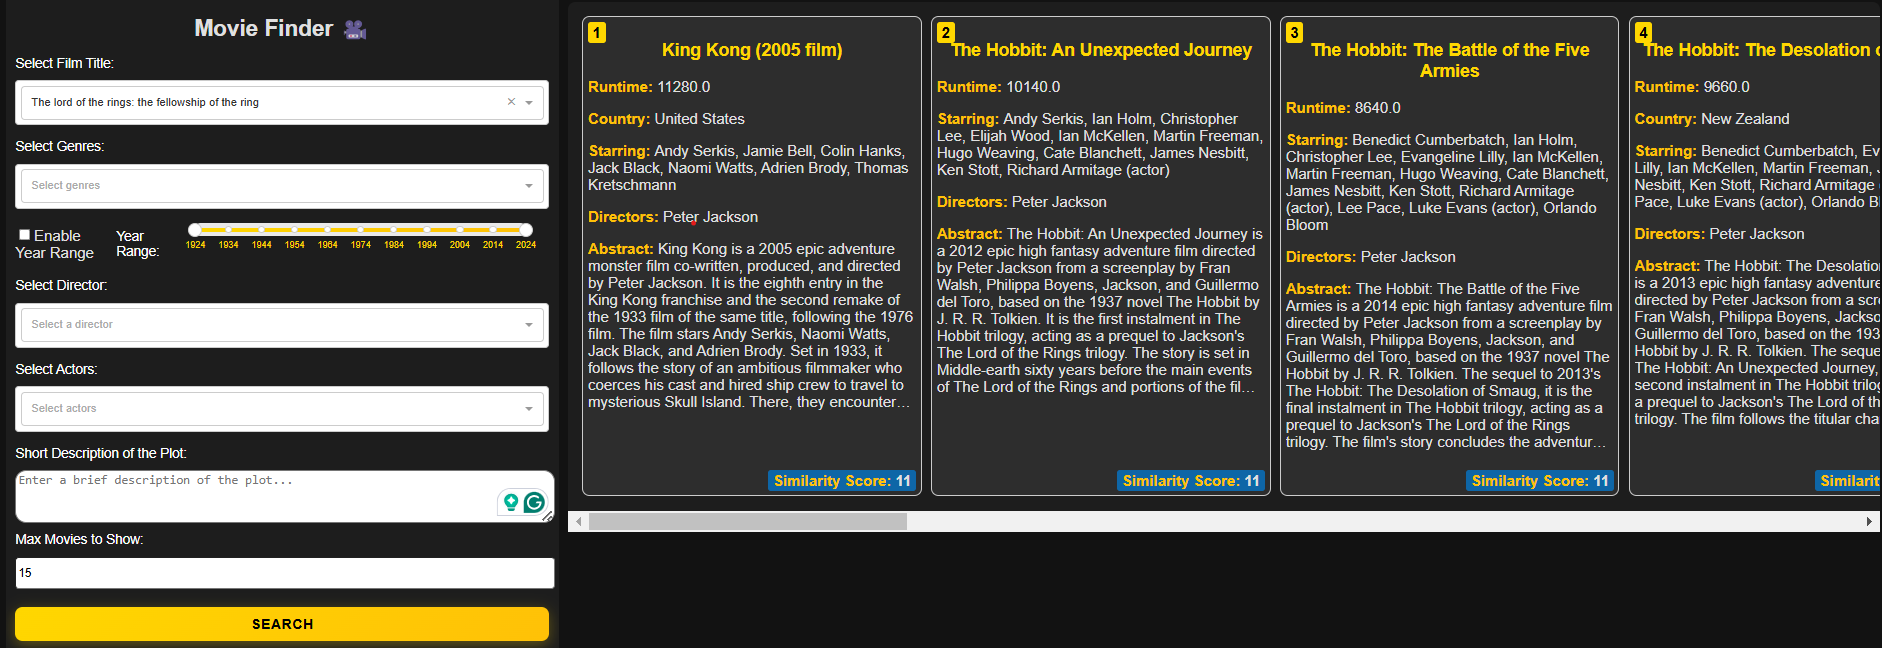 Movie Finder
Select Film Title:
The lord of the rings: the fellowship of the ring
Select Genres:
Select genres
Enable
Year Range
Year
Range:
1924 1934 1944 1954 1964 1974 1984 1994 2004 2014 2024
Select Director:
Select a director
Select Actors:
Select actors
Short Description of the Plot:
Enter a brief description of the plot...
Max Movies to Show:
15
SEARCH
1
King Kong (2005 film)
Runtime: 11280.0
Country: United States
Starring: Andy Serkis, Jamie Bell, Colin Hanks,
Jack Black, Naomi Watts, Adrien Brody, Thomas
Kretschmann
Directors: Peter Jackson
Abstract: King Kong is a 2005 epic adventure
monster film co-written, produced, and directed
by Peter Jackson. It is the eighth entry in the
King Kong franchise and the second remake of
the 1933 film of the same title, following the 1976
film. The film stars Andy Serkis, Naomi Watts,
Jack Black, and Adrien Brody. Set in 1933, it
follows the story of an ambitious filmmaker who
coerces his cast and hired ship crew to travel to
mysterious Skull Island. There, they encounter…
Similarity Score: 11
2
The Hobbit: An Unexpected Journey
Runtime: 10140.0
Starring: Andy Serkis, Ian Holm, Christopher
Lee, Elijah Wood, Ian McKellen, Martin Freeman,
Hugo Weaving, Cate Blanchett, James Nesbitt,
Ken Stott, Richard Armitage (actor)
Directors: Peter Jackson
Abstract: The Hobbit: An Unexpected Journey is
a 2012 epic high fantasy adventure film directed
by Peter Jackson from a screenplay by Fran
Walsh, Philippa Boyens, Jackson, and Guillermo
del Toro, based on the 1937 novel The Hobbit by
J. R. R. Tolkien. It is the first instalment in The
Hobbit trilogy, acting as a prequel to Jackson's
The Lord of the Rings trilogy. The story is set in
Middle-earth sixty years before the main events
of The Lord of the Rings and portions of the fil…
Similarity Score: 11
3
The Hobbit: The Battle of the Five
Armies
Runtime: 8640.0
Starring: Benedict Cumberbatch, Ian Holm,
Christopher Lee, Evangeline Lilly, Ian McKellen,
Martin Freeman, Hugo Weaving, Cate Blanchett,
James Nesbitt, Ken Stott, Richard Armitage
(actor), Lee Pace, Luke Evans (actor), Orlando
Bloom
Directors: Peter Jackson
Abstract: The Hobbit: The Battle of the Five
Armies is a 2014 epic high fantasy adventure film
directed by Peter Jackson from a screenplay by
Fran Walsh, Philippa Boyens, Jackson, and
Guillermo del Toro, based on the 1937 novel The
Hobbit by J. R. R. Tolkien. The sequel to 2013's
The Hobbit: The Desolation of Smaug, it is the
final instalment in The Hobbit trilogy, acting as a
prequel to Jackson's The Lord of the Rings
trilogy. The film's story concludes the adventur…
Similarity Score: 11
4
The Hobbit: The Desolation
Runtime: 9660.0
Country: New Zealand
Starring: Benedict Cumberbatch, Ev
Lilly, Ian McKellen, Martin Freeman,
Nesbitt, Ken Stott, Richard Armitage
Pace, Luke Evans (actor), Orlando
Directors: Peter Jackson
Abstract: The Hobbit: The Desolatio
is a 2013 epic high fantasy adventure
directed by Peter Jackson from a scr
Fran Walsh, Philippa Boyens, Jackso
Guillermo del Toro, based on the 193
Hobbit by J. R. R. Tolkien. The seque
The Hobbit: An Unexpected Journey,
second instalment in The Hobbit trilog
a prequel to Jackson's The Lord of th
trilogy. The film follows the titular cha
Similarit